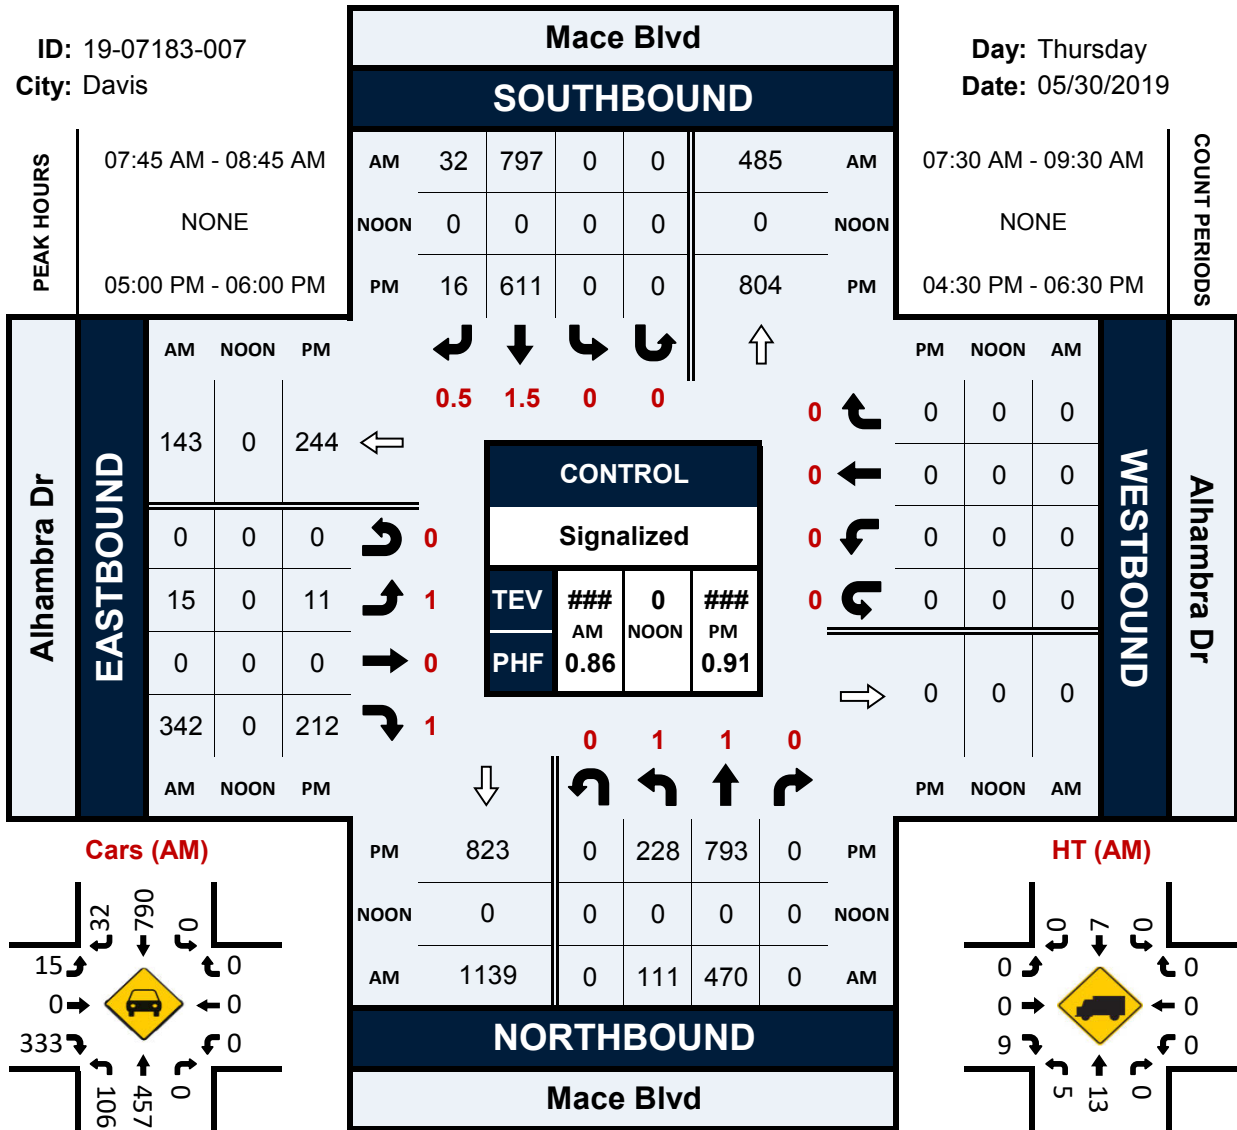 Mace Blvd
SOUTHBOUND
ID: 19-07183-007
City: Davis
Day: Thursday
Date: 05/30/2019
PEAK HOURS
07:45 AM - 08:45 AM
NONE
05:00 PM - 06:00 PM
AM 32 797 0 0 485 AM
NOON 0 0 0 0 0 NOON
PM 16 611 0 0 804 PM
07:30 AM - 09:30 AM
NONE
04:30 PM - 06:30 PM
COUNT PERIODS
0.5 1.5 0 0
Alhambra Dr
EASTBOUND
AM NOON PM
143 0 244
0 0 0 0
15 0 11 1
0 0 0 0
342 0 212 1
AM NOON PM
CONTROL
Signalized
TEV ### 0 ###
AM NOON PM
PHF 0.86 0.91
PM NOON AM
0 0 0 0
0 0 0 0
0 0 0 0
0 0 0 0
0 0 0
PM NOON AM
WESTBOUND
Alhambra Dr
0 1 1 0
PM 823 0 228 793 0 PM
NOON 0 0 0 0 0 NOON
AM 1139 0 111 470 0 AM
NORTHBOUND
Mace Blvd
Cars (AM)
32 790 0
15 0
0 0
333 0
106 457 0
HT (AM)
0 7 0
0 0
0 0
9 0
5 13 0